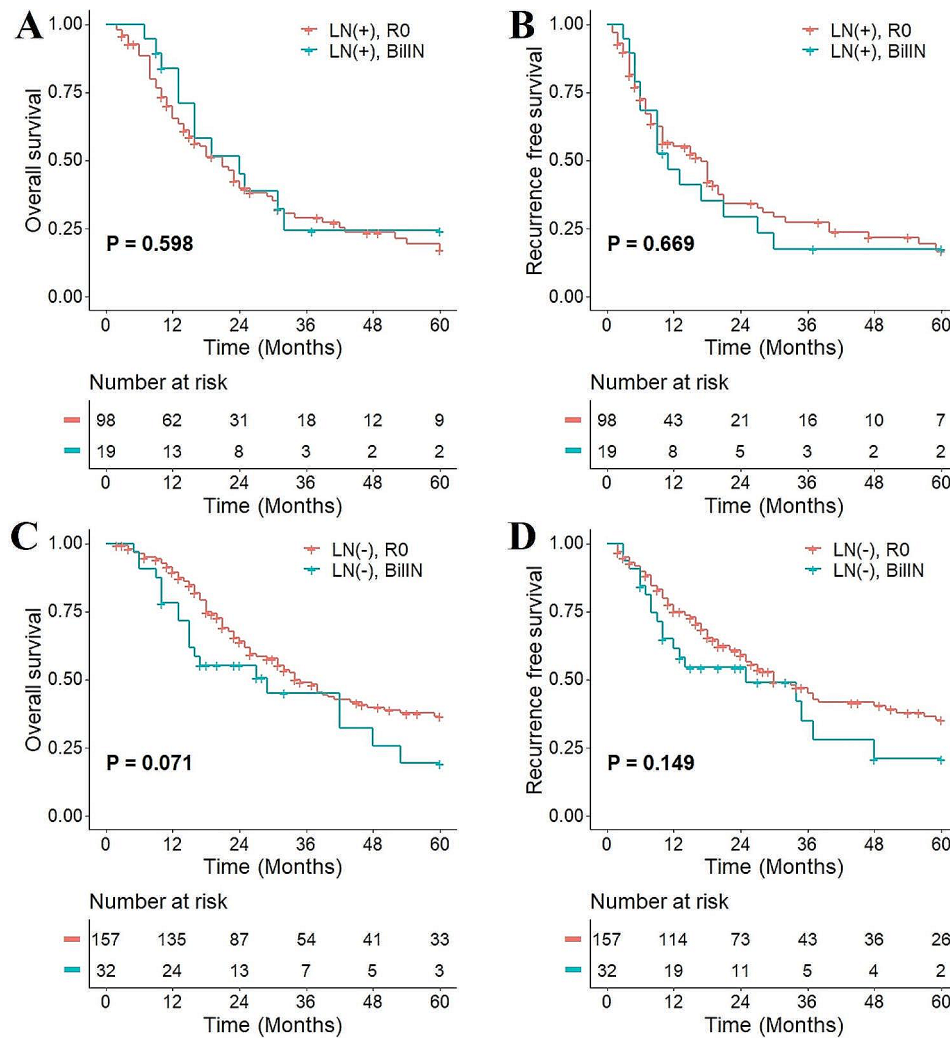 A
Overall survival
1.00
0.75
0.50
0.25
0.00
LN(+), R0
LN(+), BilIN
P = 0.598
0 12 24 36 48 60
Time (Months)
Number at risk
98 62 31 18 12 9
19 13 8 3 2 2
0 12 24 36 48 60
Time (Months)
B
Recurrence free survival
1.00
0.75
0.50
0.25
0.00
LN(+), R0
LN(+), BilIN
P = 0.669
0 12 24 36 48 60
Time (Months)
Number at risk
98 43 21 16 10 7
19 8 5 3 2 2
0 12 24 36 48 60
Time (Months)
C
Overall survival
1.00
0.75
0.50
0.25
0.00
LN(-), R0
LN(-), BilIN
P = 0.071
0 12 24 36 48 60
Time (Months)
Number at risk
157 135 87 54 41 33
32 24 13 7 5 3
0 12 24 36 48 60
Time (Months)
D
Recurrence free survival
1.00
0.75
0.50
0.25
0.00
LN(-), R0
LN(-), BilIN
P = 0.149
0 12 24 36 48 60
Time (Months)
Number at risk
157 114 73 43 36 26
32 19 11 5 4 2
0 12 24 36 48 60
Time (Months)